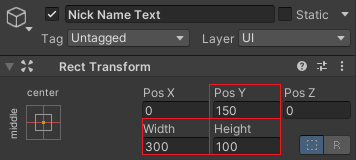 Nick Name Text
Static
Tag Untagged Layer UI
Rect Transform
center
middle
Pos X Pos Y Pos Z
0 150 0
Width Height
300 100
R